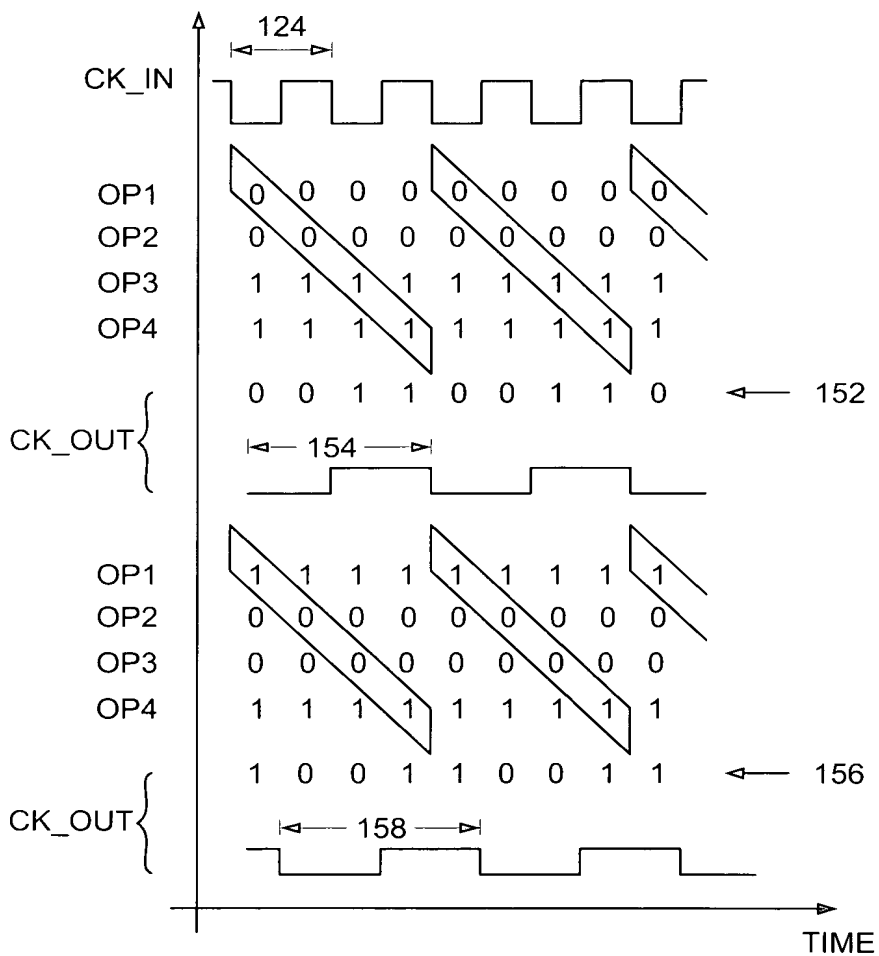 124
CK_IN
OP1 0 0 0 0 0 0 0 0 0
OP2 0 0 0 0 0 0 0 0 0
OP3 1 1 1 1 1 1 1 1 1
OP4 1 1 1 1 1 1 1 1 1
0 0 1 1 0 0 1 1 0 152
CK_OUT
154
OP1 1 1 1 1 1 1 1 1 1
OP2 0 0 0 0 0 0 0 0 0
OP3 0 0 0 0 0 0 0 0 0
OP4 1 1 1 1 1 1 1 1 1
1 0 0 1 1 0 0 1 1 156
CK_OUT
158
TIME